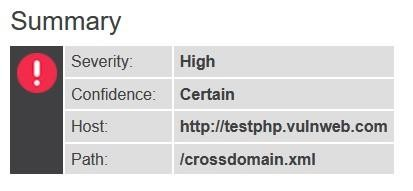 Summary
Severity: High
Confidence: Certain
Host: http://testphp.vulnweb.com
Path: /crossdomain.xml